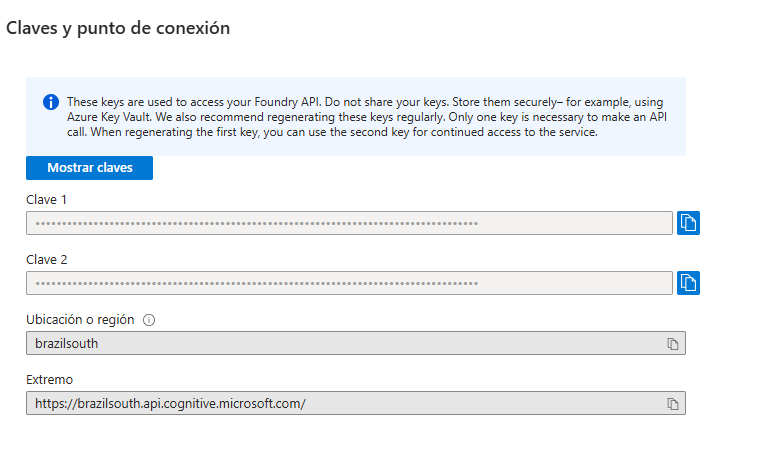 Claves y punto de conexión
These keys are used to access your Foundry API. Do not share your keys. Store them securely– for example, using
Azure Key Vault. We also recommend regenerating these keys regularly. Only one key is necessary to make an API
call. When regenerating the first key, you can use the second key for continued access to the service.
Mostrar claves
Clave 1
Clave 2
Ubicación o región
brazilsouth
Extremo
https://brazilsouth.api.cognitive.microsoft.com/